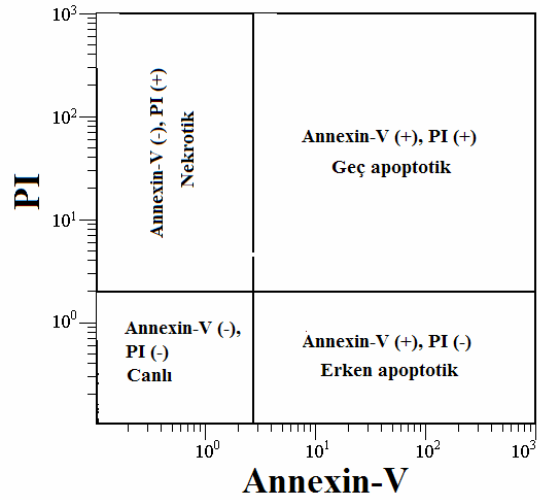 10³
10²
10¹
10⁰
PI
Annexin-V (-), PI (+)
Nekrotik
Annexin-V (+), PI (+)
Geç apoptotik
Annexin-V (-),
PI (-)
Canlı
Annexin-V (+), PI (-)
Erken apoptotik
10⁰ 10¹ 10² 10³
Annexin-V